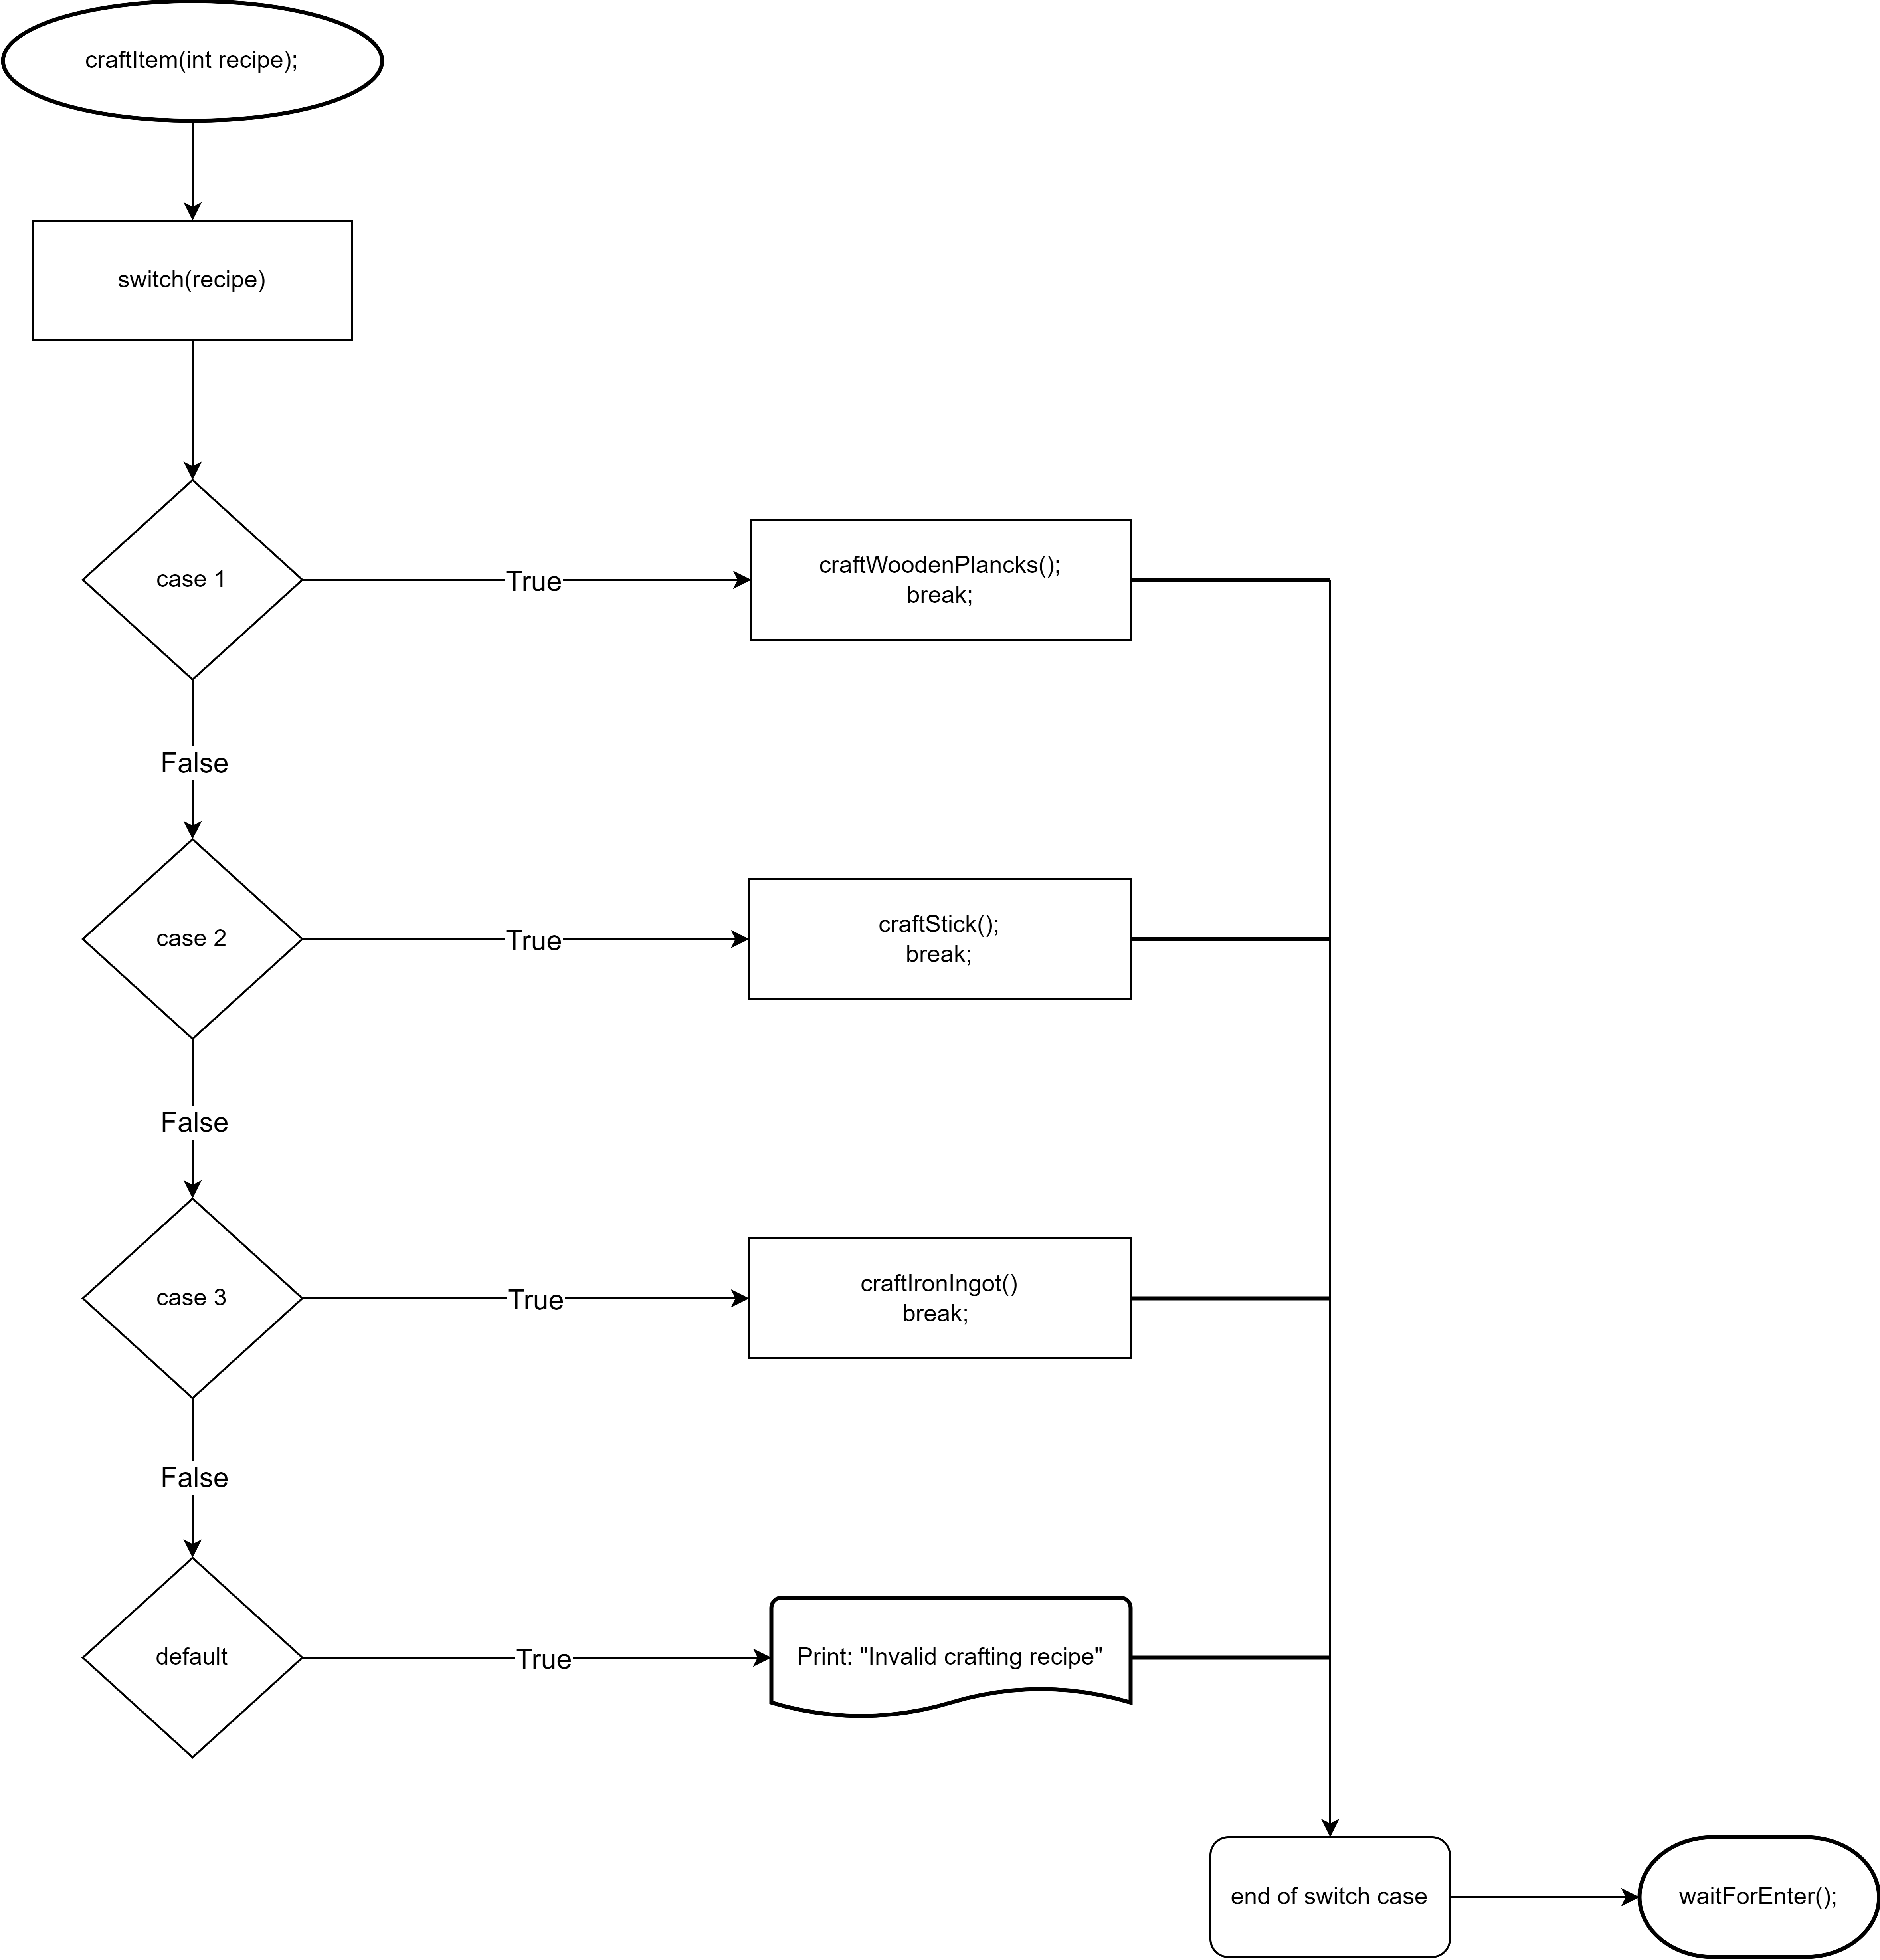 craftItem(int recipe);
switch(recipe)
case 1
True
craftWoodenPlancks();
break;
False
case 2
True
craftStick();
break;
False
case 3
True
craftIronIngot()
break;
False
default
True
Print: "Invalid crafting recipe"
end of switch case
waitForEnter();